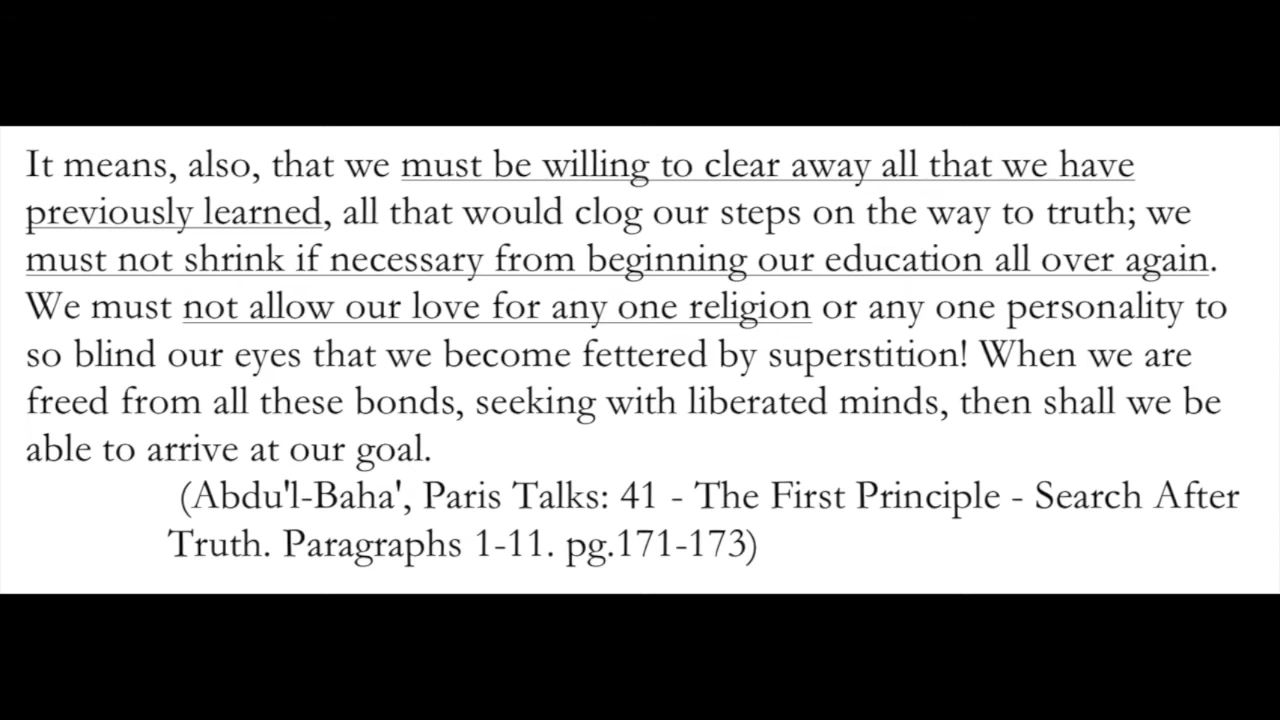 It means, also, that we must be willing to clear away all that we have
previously learned, all that would clog our steps on the way to truth; we
must not shrink if necessary from beginning our education all over again.
We must not allow our love for any one religion or any one personality to
so blind our eyes that we become fettered by superstition! When we are
freed from all these bonds, seeking with liberated minds, then shall we be
able to arrive at our goal.
(Abdu'l-Baha', Paris Talks: 41 - The First Principle - Search After
Truth. Paragraphs 1-11. pg.171-173)